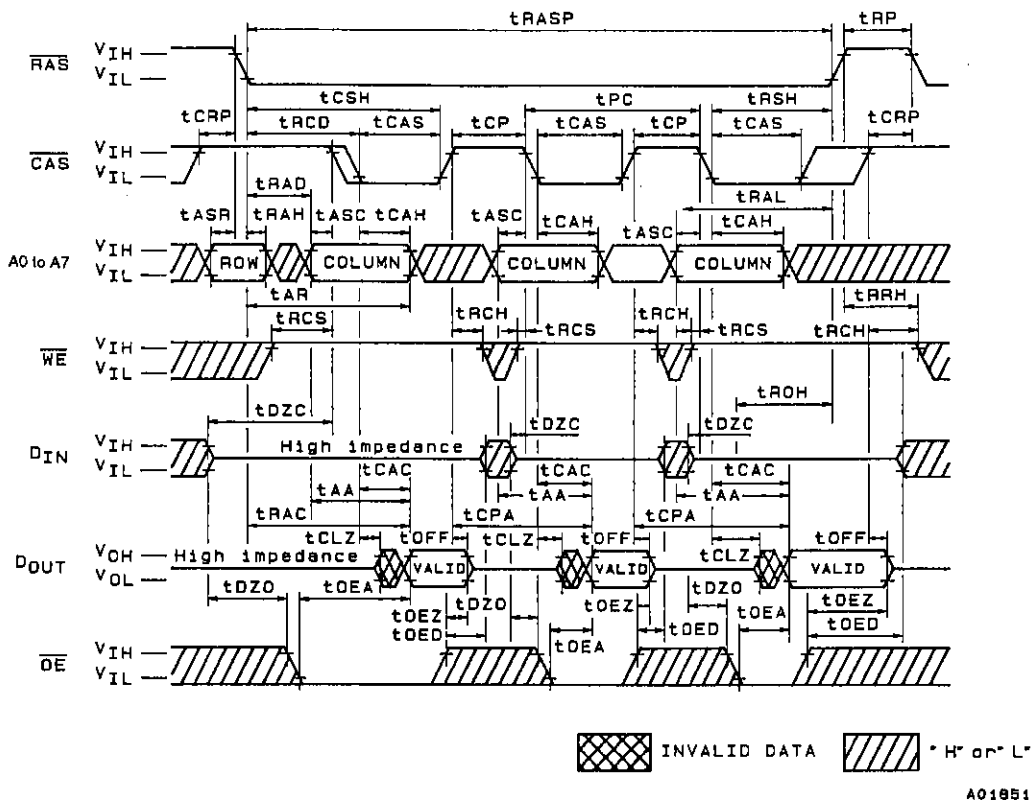 tRASP tRP
RAS VIH
VIL
tCSH tPC tRSH
tCRP tRCD tCAS tCP tCAS tCP tCAS tCRP
CAS VIH
VIL
tRAD tRAL
tASR tRAH tASC tCAH tASC tCAH tASC tCAH
A0 to A7 VIH
VIL
ROW COLUMN COLUMN COLUMN
tAR tRRH
tRCS tRCH tRCS tRCH tRCS tRCH
WE VIH
VIL
tROH
tDZC tDZC tDZC
DIN VIH
VIL
High impedance
tCAC tCAC tCAC
tAA tAA tAA
tRAC tCPA tCPA
tCLZ tOFF tCLZ tOFF tCLZ tOFF
DOUT VOH
VOL
High impedance VALID VALID VALID
tDZO tOEA tOEZ tDZO tOEZ tDZO tOEZ
tOED tOEA tOED tOEA tOED
OE VIH
VIL
INVALID DATA "H" or "L"
A01851